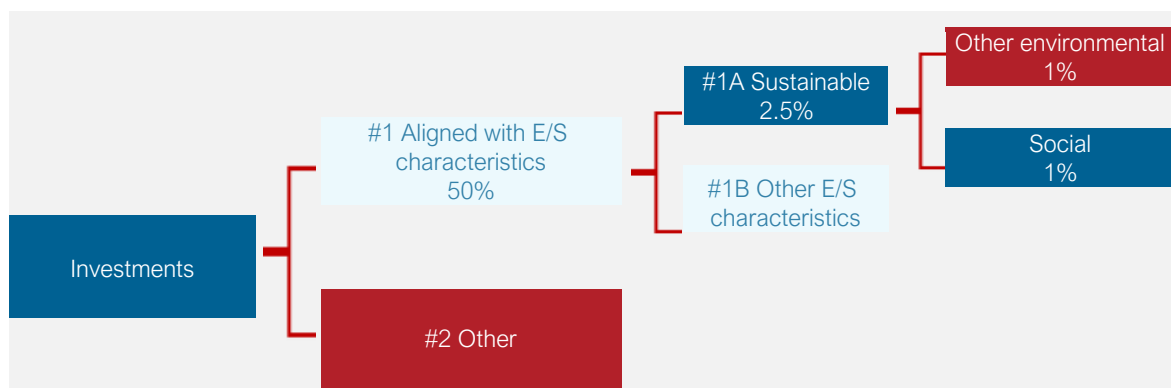 Investments
#1 Aligned with E/S
characteristics
50%
#2 Other
#1A Sustainable
2.5%
#1B Other E/S
characteristics
Other environmental
1%
Social
1%